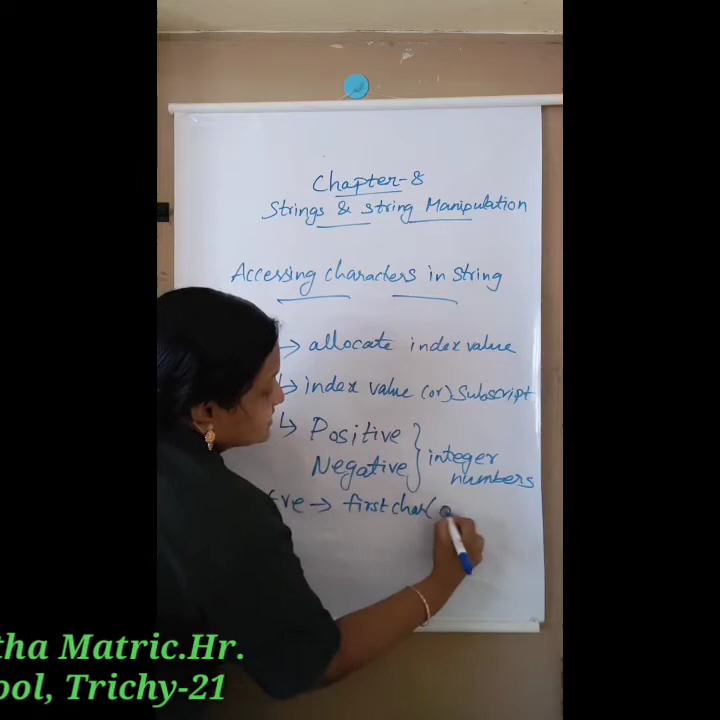 Chapter-8
Strings & string Manipulation
Accessing characters in string
→ allocate index value
↳ index value (or) Subscript
↳ Positive
Negative } integer numbers
+ve → first char( 0
tha Matric.Hr.
ool, Trichy-21